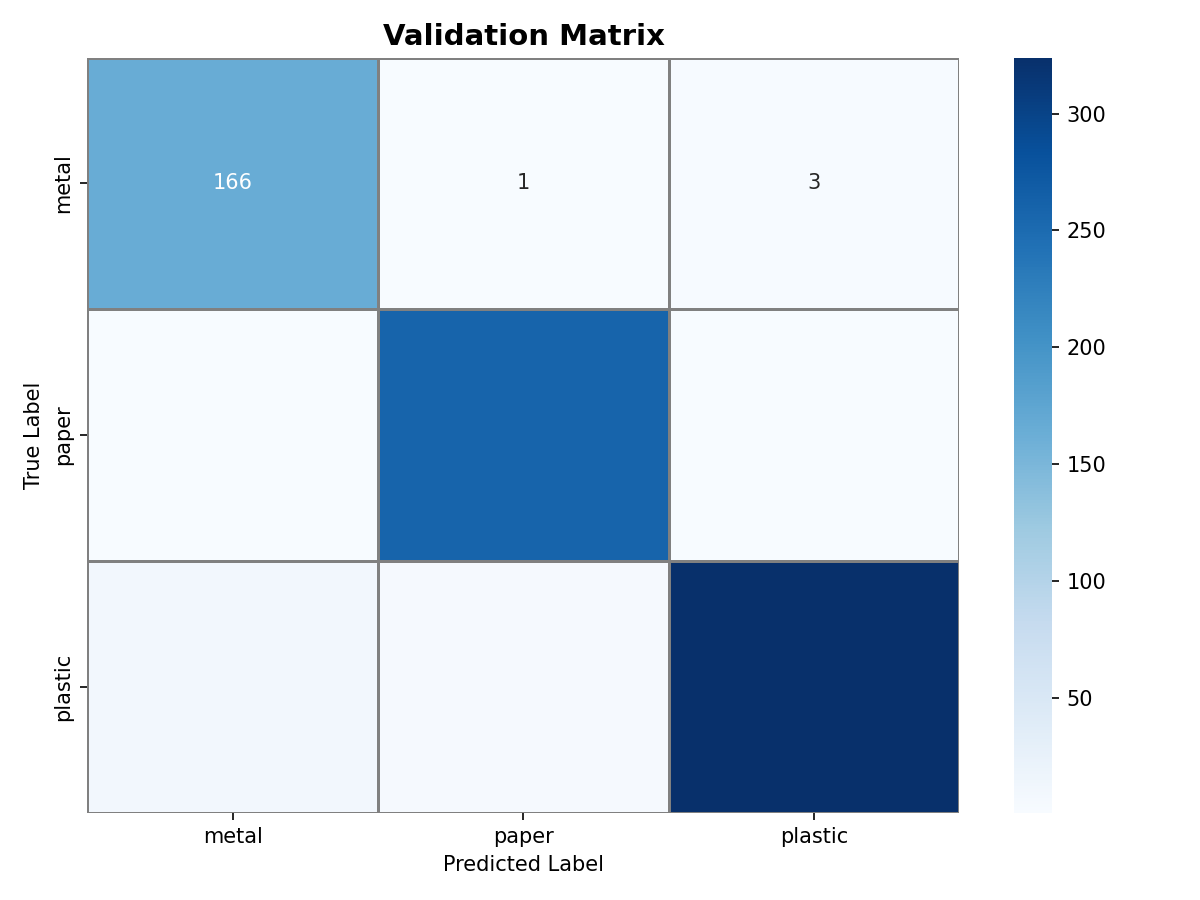 Validation Matrix
metal
166
1
3
paper
plastic
True Label
metal
paper
plastic
Predicted Label
300
250
200
150
100
50